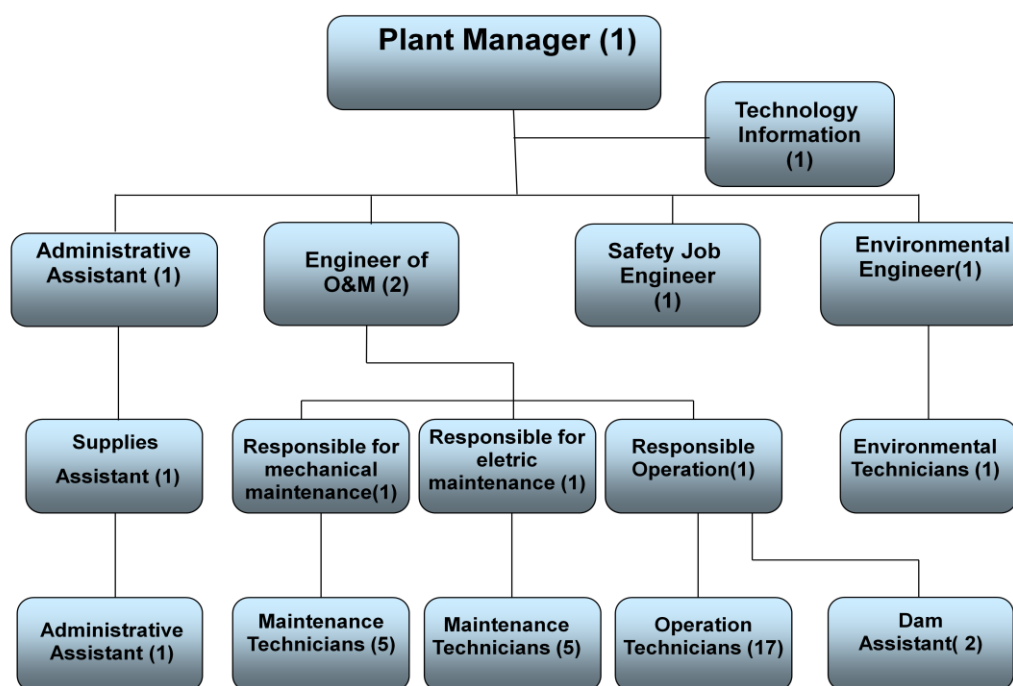 Plant Manager (1)
Technology
Information
(1)
Administrative
Assistant (1)
Engineer of
O&M (2)
Safety Job
Engineer
(1)
Environmental
Engineer(1)
Supplies
Assistant (1)
Responsible for
mechanical
maintenance(1)
Responsible for
eletric
maintenance (1)
Responsible
Operation(1)
Environmental
Technicians (1)
Administrative
Assistant (1)
Maintenance
Technicians (5)
Maintenance
Technicians (5)
Operation
Technicians (17)
Dam
Assistant( 2)